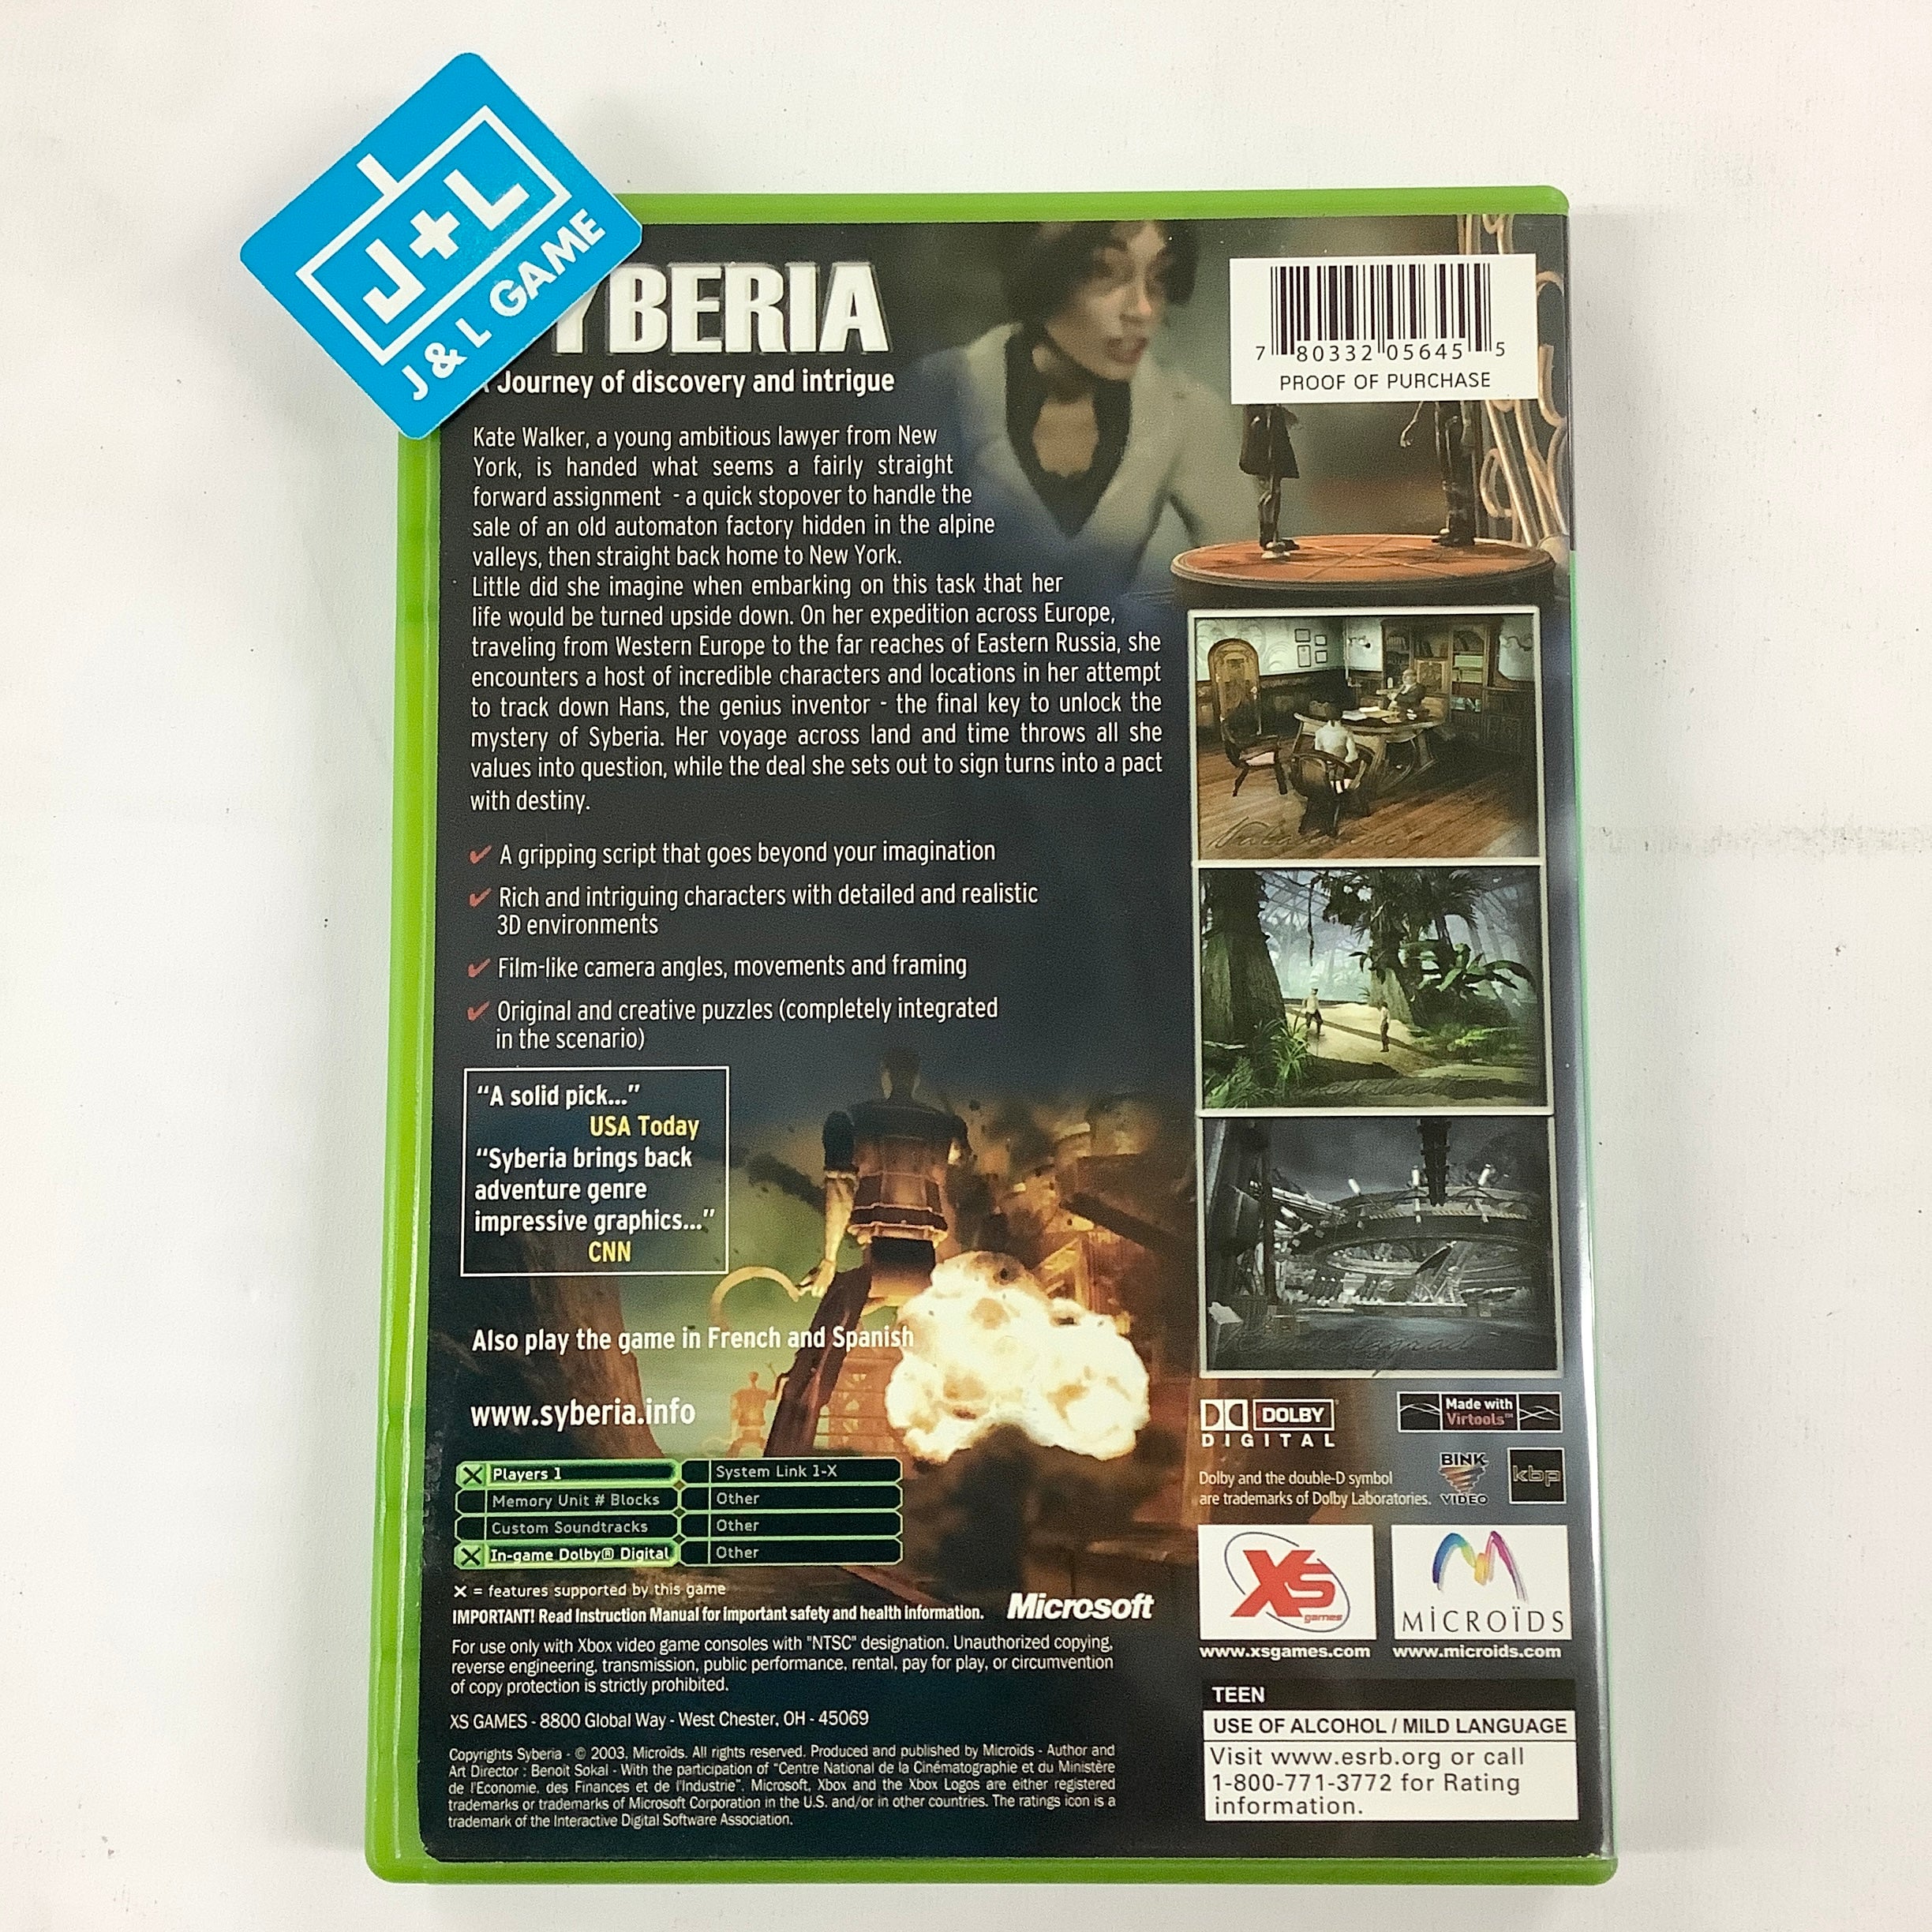 J+L
J & L GAME
SYBERIA
A Journey of discovery and intrigue
7 80332 05645 5
PROOF OF PURCHASE
Kate Walker, a young ambitious lawyer from New
York, is handed what seems a fairly straight
forward assignment - a quick stopover to handle the
sale of an old automaton factory hidden in the alpine
valleys, then straight back home to New York.
Little did she imagine when embarking on this task that her
life would be turned upside down. On her expedition across Europe,
traveling from Western Europe to the far reaches of Eastern Russia, she
encounters a host of incredible characters and locations in her attempt
to track down Hans, the genius inventor - the final key to unlock the
mystery of Syberia. Her voyage across land and time throws all she
values into question, while the deal she sets out to sign turns into a pact
with destiny.
✔ A gripping script that goes beyond your imagination
✔ Rich and intriguing characters with detailed and realistic
3D environments
✔ Film-like camera angles, movements and framing
✔ Original and creative puzzles (completely integrated
in the scenario)
“A solid pick...”
USA Today
“Syberia brings back
adventure genre
impressive graphics...”
CNN
Also play the game in French and Spanish
www.syberia.info
X Players 1
Memory Unit # Blocks
Custom Soundtracks
X In-game Dolby® Digital
System Link 1-X
Other
Other
Other
X = features supported by this game
IMPORTANT! Read Instruction Manual for important safety and health information.
Microsoft
For use only with Xbox video game consoles with "NTSC" designation. Unauthorized copying,
reverse engineering, transmission, public performance, rental, pay for play, or circumvention
of copy protection is strictly prohibited.
XS GAMES - 8800 Global Way - West Chester, OH - 45069
Copyrights Syberia - © 2003, Microïds. All rights reserved. Produced and published by Microïds - Author and
Art Director : Benoit Sokal - With the participation of "Centre National de la Cinématographie et du Ministère
de l'Economie, des Finances et de l'Industrie". Microsoft, Xbox and the Xbox Logos are either registered
trademarks or trademarks of Microsoft Corporation in the U.S. and/or in other countries. The ratings icon is a
trademark of the Interactive Digital Software Association.
DOLBY
DIGITAL
Made with
Virtools™
Dolby and the double-D symbol
are trademarks of Dolby Laboratories.
BINK
VIDEO
kbp
XS
games
MİCROÏDS
www.xsgames.com
www.microids.com
TEEN
USE OF ALCOHOL / MILD LANGUAGE
Visit www.esrb.org or call
1-800-771-3772 for Rating
information.